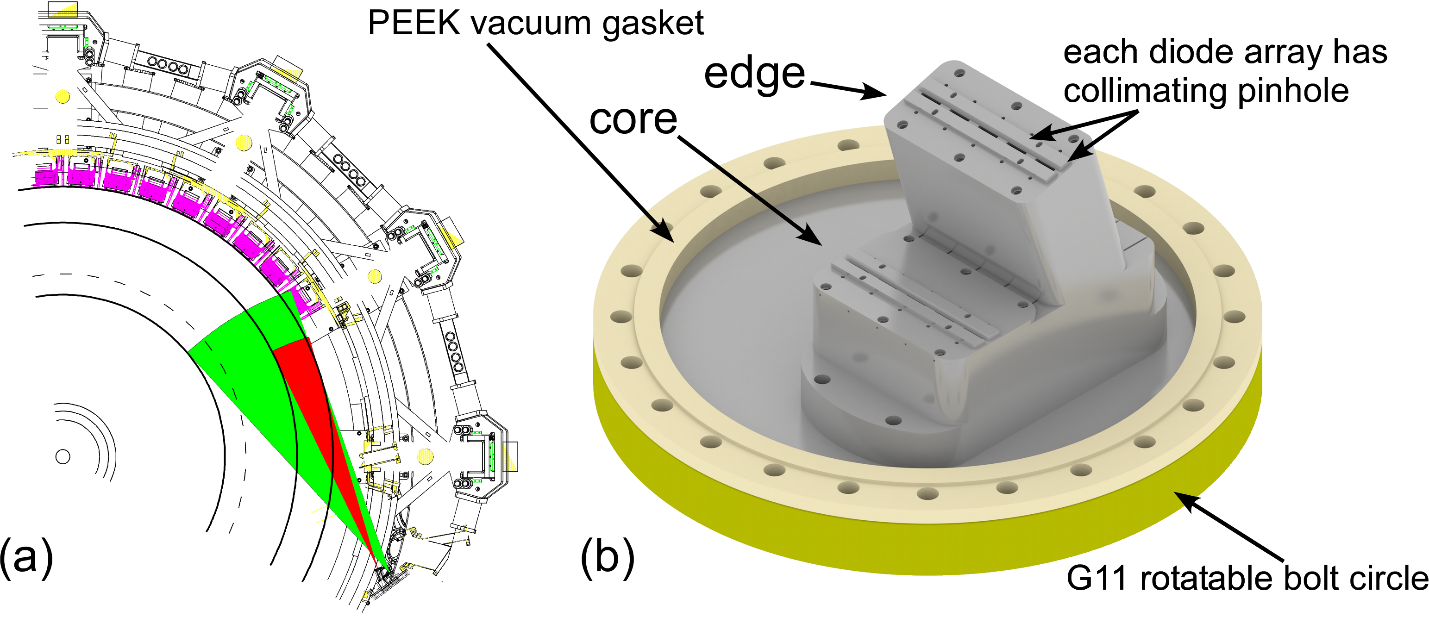 PEEK vacuum gasket
edge
core
each diode array has
collimating pinhole
(a)
(b)
G11 rotatable bolt circle